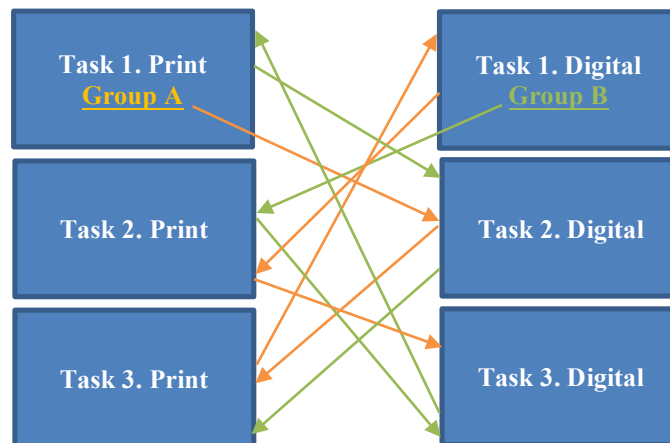 Task 1. Print
Group A
Task 1. Digital
Group B
Task 2. Print
Task 2. Digital
Task 3. Print
Task 3. Digital